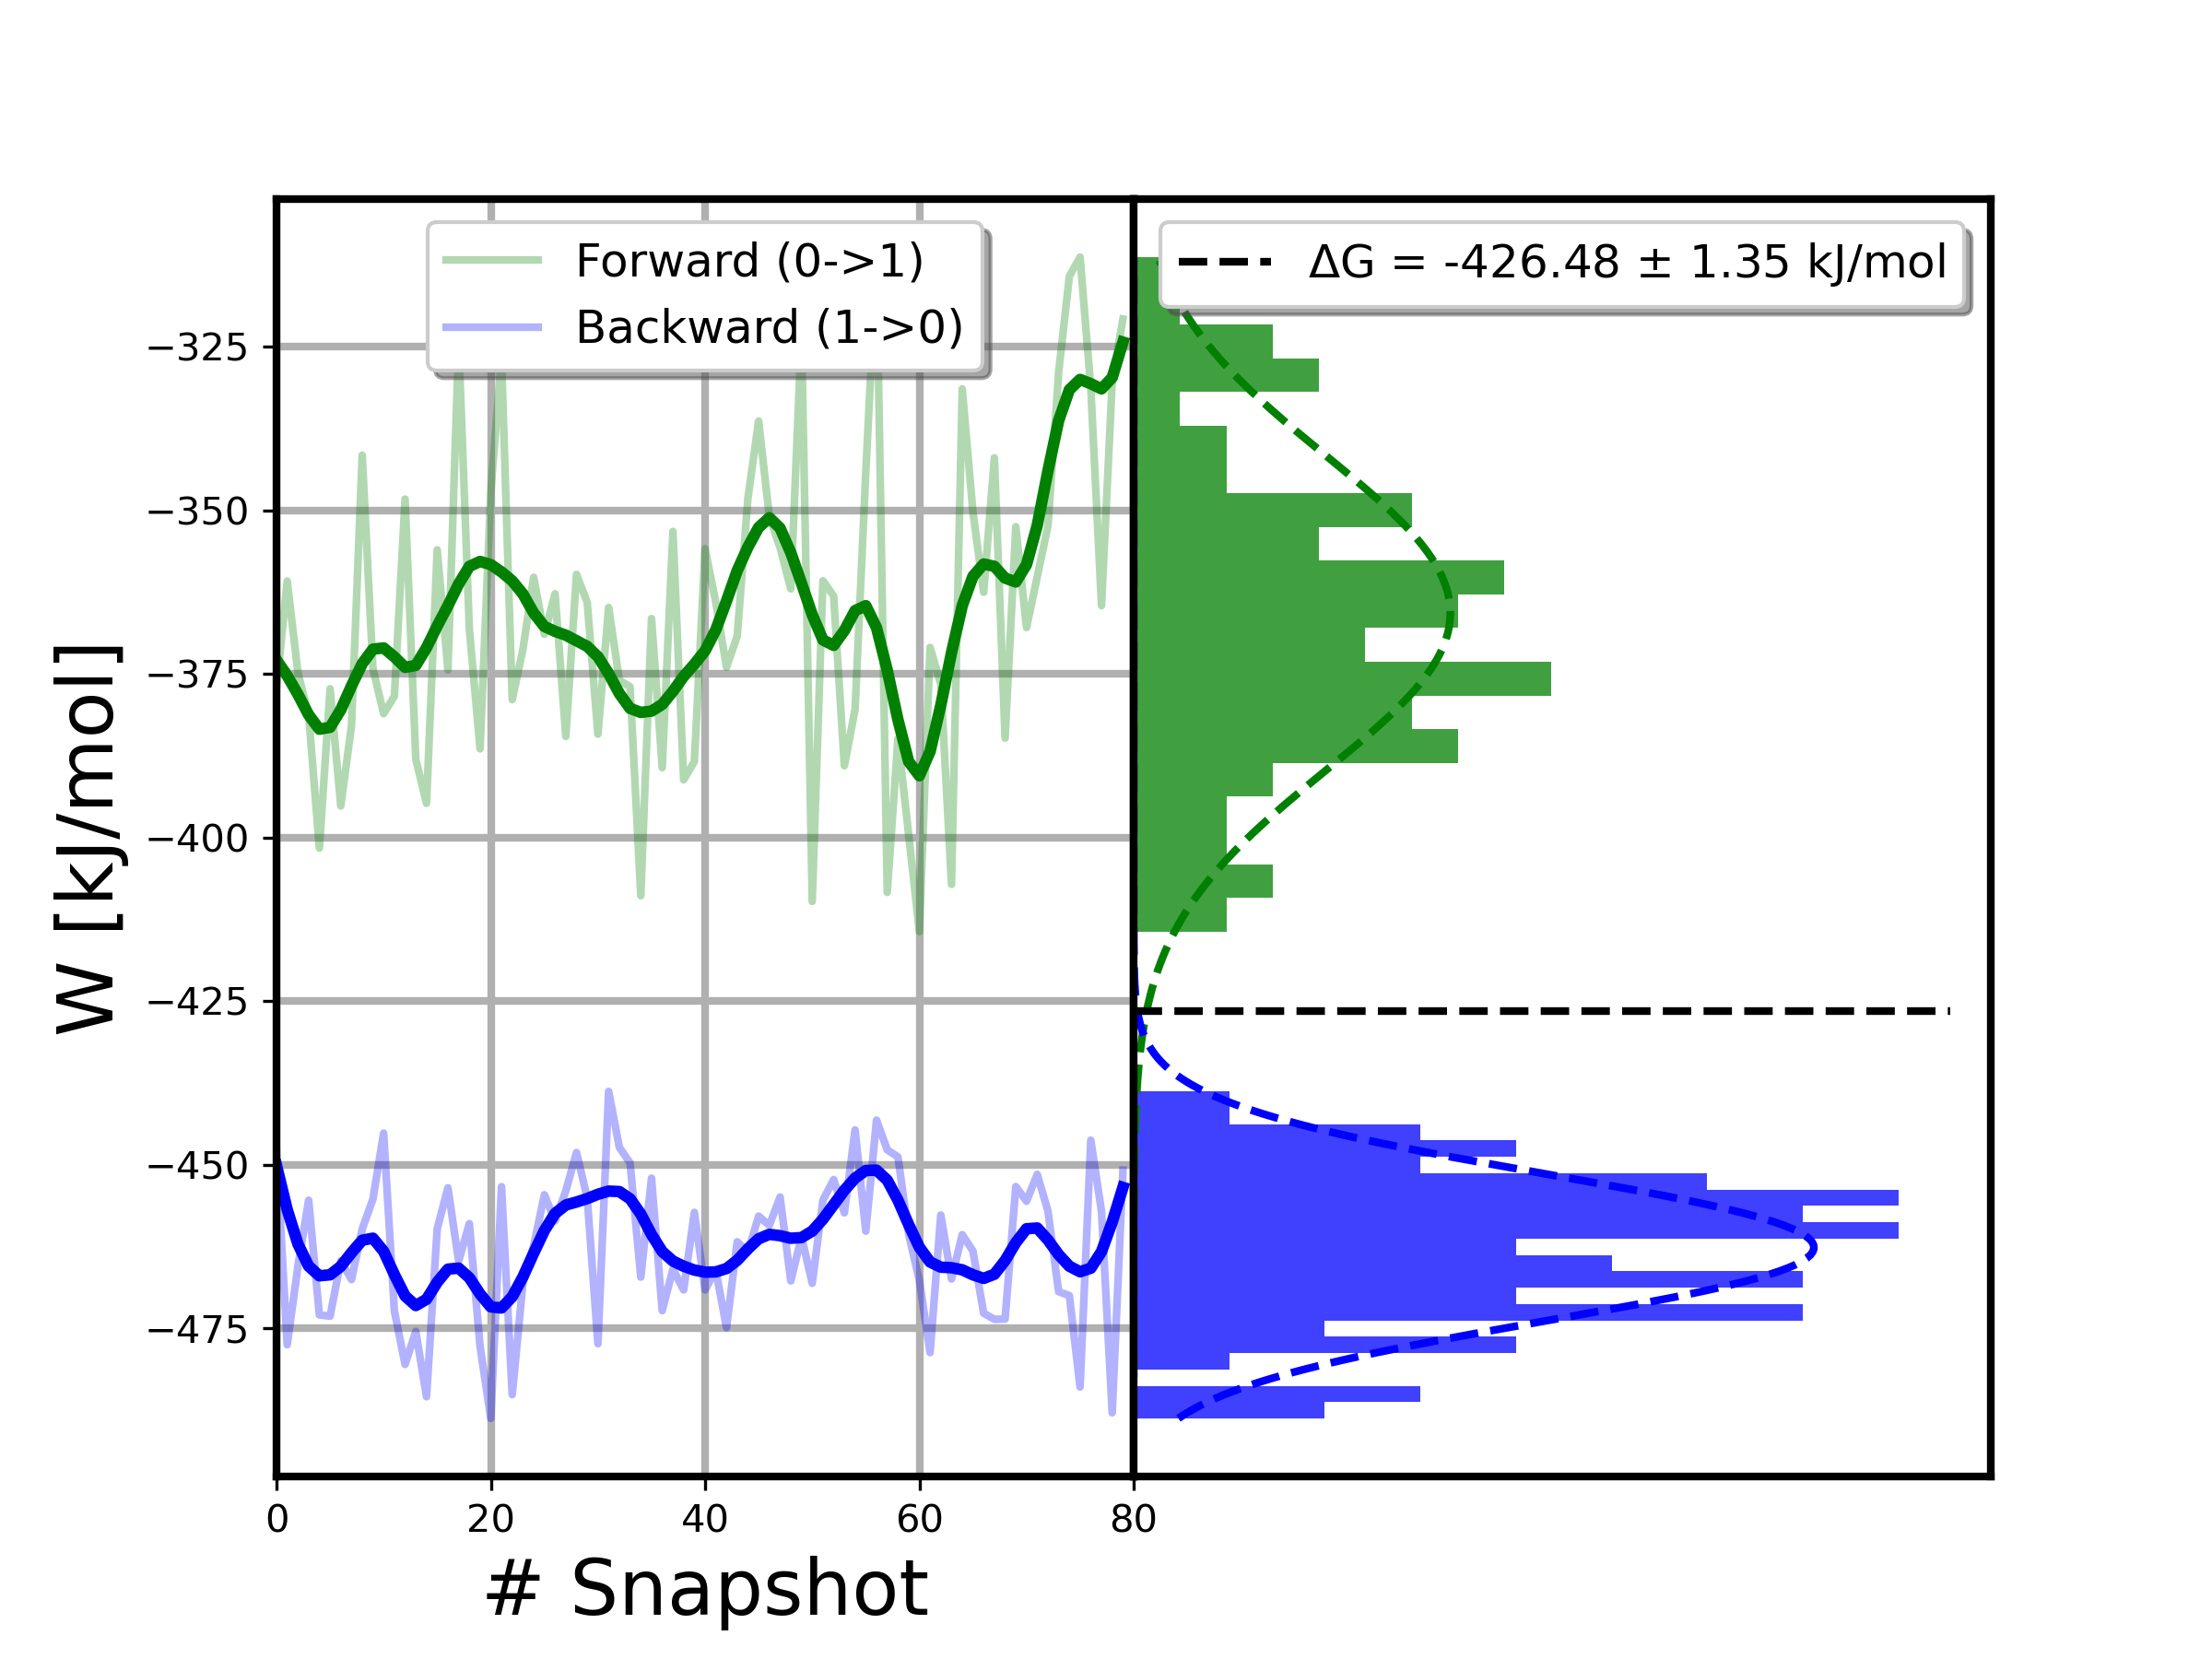 Forward (0->1)
Backward (1->0)
ΔG = -426.48 ± 1.35 kJ/mol
W [kJ/mol]
−325
−350
−375
−400
−425
−450
−475
0 20 40 60 80
# Snapshot